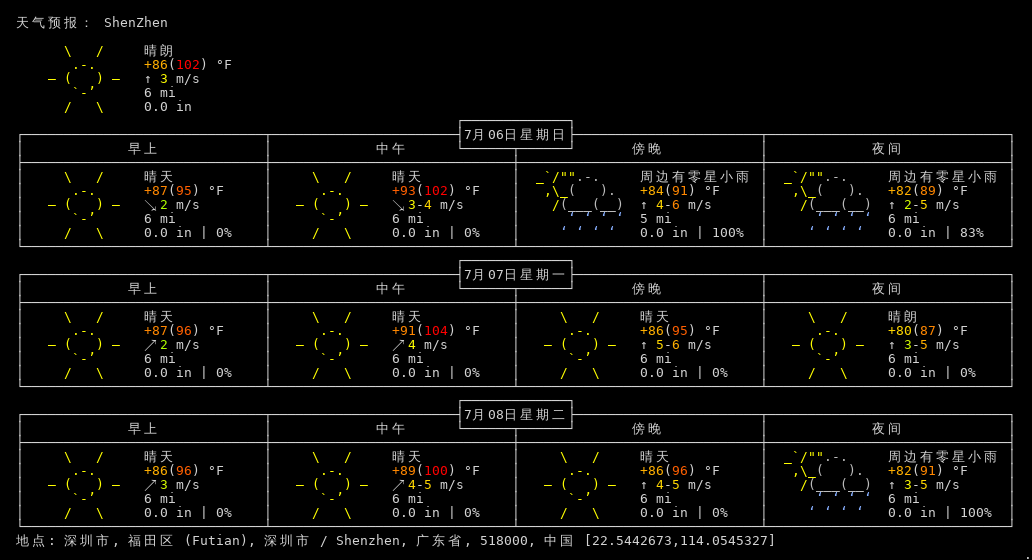 天气预报： ShenZhen
晴朗
+86(102) °F
↑ 3 m/s
6 mi
0.0 in
7月06日星期日
早上 中午 傍晚 夜间
晴天 晴天 周边有零星小雨 周边有零星小雨
+87(95) °F +93(102) °F +84(91) °F +82(89) °F
↘ 2 m/s ↘ 3-4 m/s ↑ 4-6 m/s ↑ 2-5 m/s
6 mi 6 mi 5 mi 6 mi
0.0 in | 0% 0.0 in | 0% 0.0 in | 100% 0.0 in | 83%
7月07日星期一
早上 中午 傍晚 夜间
晴天 晴天 晴天 晴朗
+87(96) °F +91(104) °F +86(95) °F +80(87) °F
↗ 2 m/s ↗ 4 m/s ↑ 5-6 m/s ↑ 3-5 m/s
6 mi 6 mi 6 mi 6 mi
0.0 in | 0% 0.0 in | 0% 0.0 in | 0% 0.0 in | 0%
7月08日星期二
早上 中午 傍晚 夜间
晴天 晴天 晴天 周边有零星小雨
+86(96) °F +89(100) °F +86(96) °F +82(91) °F
↗ 3 m/s ↗ 4-5 m/s ↑ 4-5 m/s ↑ 3-5 m/s
6 mi 6 mi 6 mi 6 mi
0.0 in | 0% 0.0 in | 0% 0.0 in | 0% 0.0 in | 100%
地点: 深圳市, 福田区 (Futian), 深圳市 / Shenzhen, 广东省, 518000, 中国 [22.5442673,114.0545327]